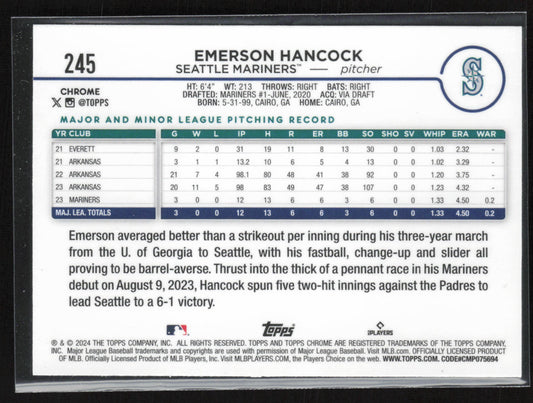 245
EMERSON HANCOCK
SEATTLE MARINERS — pitcher
CHROME
X @TOPPS
HT: 6'4" WT: 213 THROWS: RIGHT BATS: RIGHT
DRAFTED: MARINERS #1-JUNE, 2020 ACQ: VIA DRAFT
BORN: 5-31-99, CAIRO, GA HOME: CAIRO, GA
S
MAJOR AND MINOR LEAGUE PITCHING RECORD
YR CLUB G W L IP H R ER BB SO SHO SV WHIP ERA WAR
21 EVERETT 9 2 0 31 19 11 8 13 30 0 0 1.03 2.32 -
21 ARKANSAS 3 1 1 13.2 10 6 5 4 13 0 0 1.02 3.29 -
22 ARKANSAS 21 7 4 98.1 80 48 41 38 92 0 0 1.20 3.75 -
23 ARKANSAS 20 11 5 98 83 49 47 38 107 0 0 1.23 4.32 -
23 MARINERS 3 0 0 12 13 6 6 3 6 0 0 1.33 4.50 0.2
MAJ. LEA. TOTALS 3 0 0 12 13 6 6 3 6 0 0 1.33 4.50 0.2
Emerson averaged better than a strikeout per inning during his three-year march
from the U. of Georgia to Seattle, with his fastball, change-up and slider all
proving to be barrel-averse. Thrust into the thick of a pennant race in his Mariners
debut on August 9, 2023, Hancock spun five two-hit innings against the Padres to
lead Seattle to a 6-1 victory.
Topps
PLAYERS
® & © 2024 THE TOPPS COMPANY, INC. ALL RIGHTS RESERVED. TOPPS AND TOPPS CHROME ARE REGISTERED TRADEMARKS OF THE TOPPS COMPANY,
INC. Major League Baseball trademarks and copyrights are used with permission of Major League Baseball. Visit MLB.com. OFFICIALLY LICENSED PRODUCT
OF MLB Players, Inc. Visit MLBPLAYERS.COM, the Players Choice on the web. WWW.TOPPS.COM. CODE#CMP075694